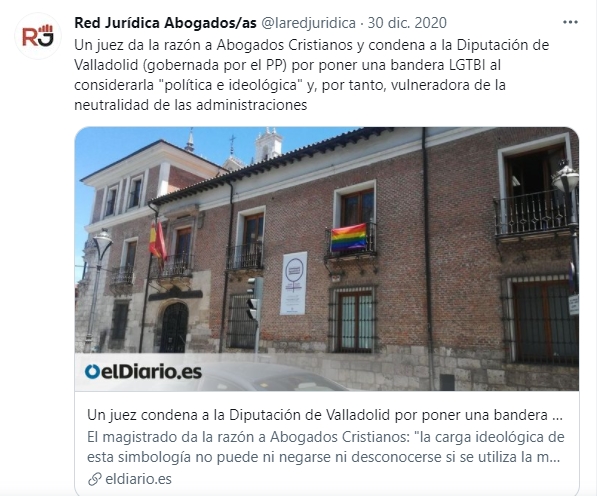 Red Jurídica Abogados/as @laredjuridica · 30 dic. 2020
Un juez da la razón a Abogados Cristianos y condena a la Diputación de
Valladolid (gobernada por el PP) por poner una bandera LGTBI al
considerarla "política e ideológica" y, por tanto, vulneradora de la
neutralidad de las administraciones
elDiario.es
Un juez condena a la Diputación de Valladolid por poner una bandera ...
El magistrado da la razón a Abogados Cristianos: "la carga ideológica de
esta simbología no puede ni negarse ni desconocerse si se utiliza la m...
eldiario.es